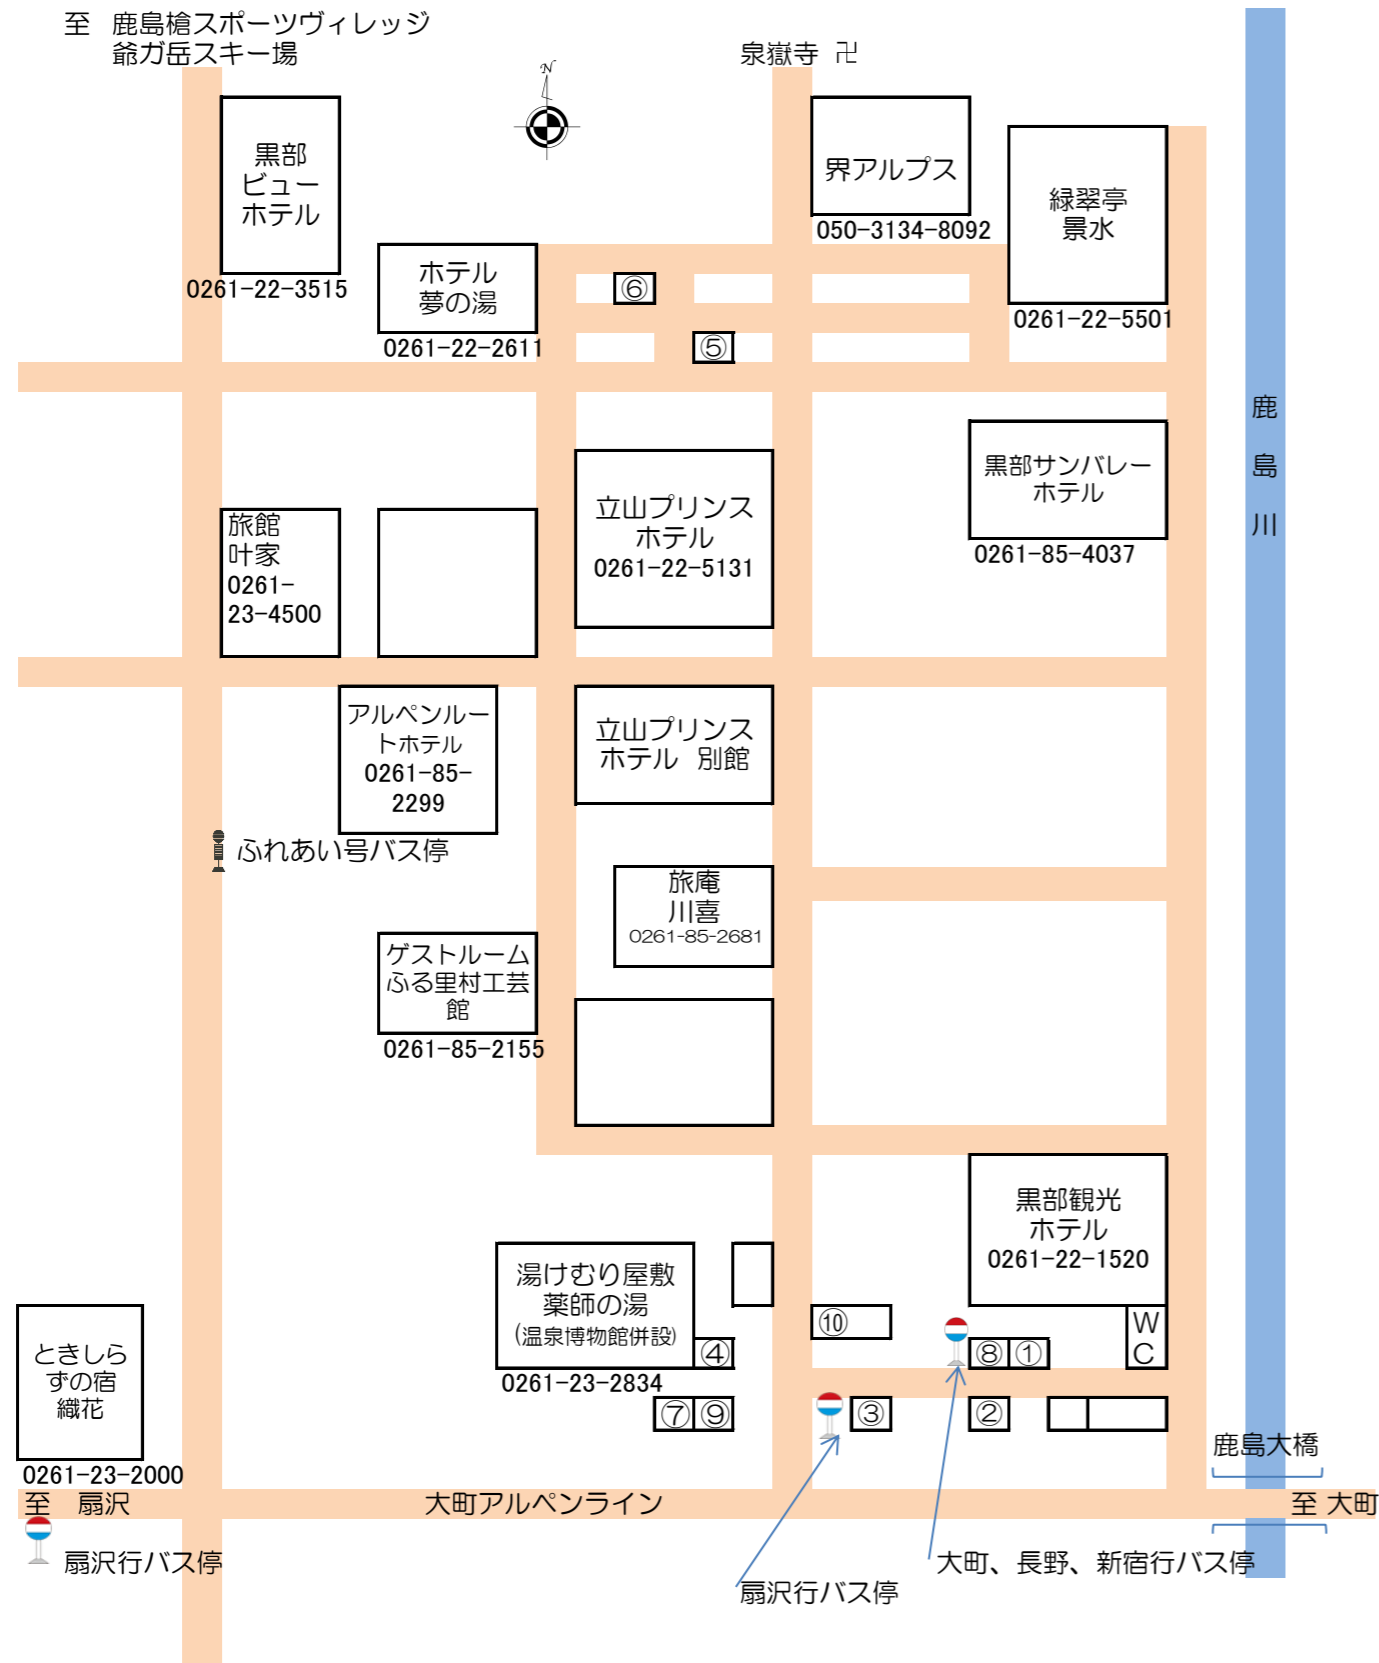 至 鹿島槍スポーツヴィレッジ
爺ガ岳スキー場
泉嶽寺 卍
N
黒部
ビュー
ホテル
0261-22-3515
界アルプス
050-3134-8092
緑翠亭
景水
0261-22-5501
ホテル
夢の湯
0261-22-2611
⑥
⑤
鹿
島
川
黒部サンバレー
ホテル
0261-85-4037
立山プリンス
ホテル
0261-22-5131
旅館
叶家
0261-
23-4500
アルペンルー
トホテル
0261-85-
2299
立山プリンス
ホテル 別館
ふれあい号バス停
旅庵
川喜
0261-85-2681
ゲストルーム
ふる里村工芸
館
0261-85-2155
黒部観光
ホテル
0261-22-1520
湯けむり屋敷
薬師の湯
(温泉博物館併設)
0261-23-2834
④
⑩
⑧ ①
W
C
⑦ ⑨
③
②
ときしら
ずの宿
織花
0261-23-2000
鹿島大橋
至 扇沢
大町アルペンライン
至 大町
扇沢行バス停
大町、長野、新宿行バス停
扇沢行バス停